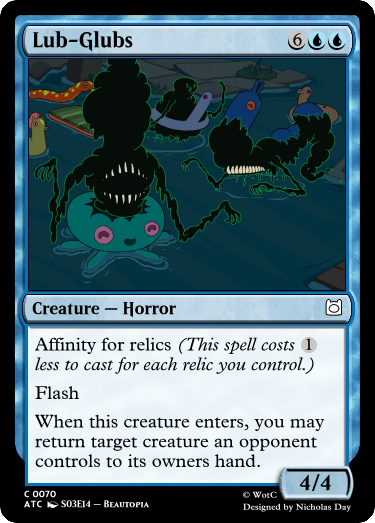 Lub-Glubs 6
Creature — Horror
Affinity for relics (This spell costs 1
less to cast for each relic you control.)
Flash
When this creature enters, you may
return target creature an opponent
controls to its owners hand.
4/4
C 0070
ATC S03E14 — Beautopia
© WotC
Designed by Nicholas Day